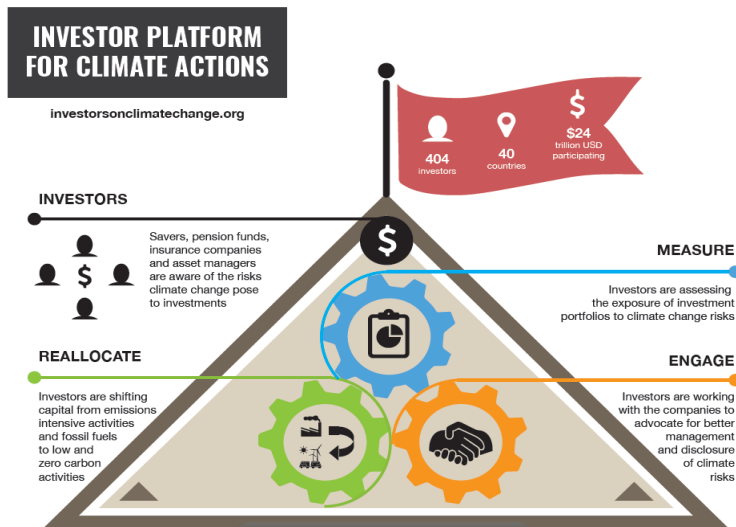 INVESTOR PLATFORM
FOR CLIMATE ACTIONS
investorsonclimatechange.org
404
investors
40
countries
$
$24
trillion USD
participating
INVESTORS
Savers, pension funds,
insurance companies
and asset managers
are aware of the risks
climate change pose
to investments
$
$
MEASURE
Investors are assessing
the exposure of investment
portfolios to climate change risks
REALLOCATE
Investors are shifting
capital from emissions
intensive activities
and fossil fuels
to low and
zero carbon
activities
ENGAGE
Investors are working
with the companies to
advocate for better
management
and disclosure
of climate
risks